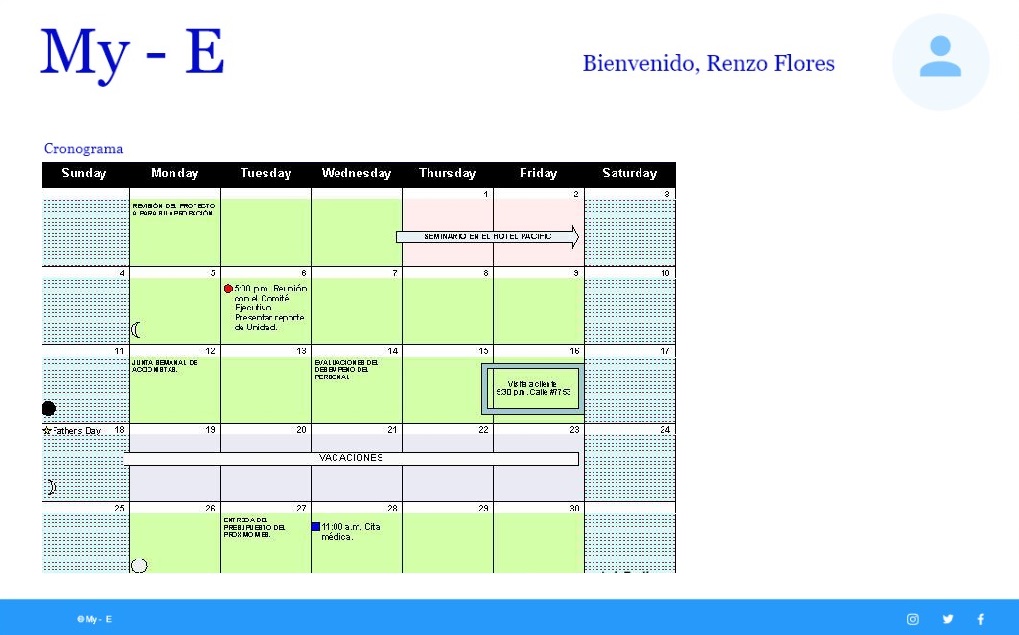 My - E
Bienvenido, Renzo Flores
Cronograma
Sunday Monday Tuesday Wednesday Thursday Friday Saturday
1 2 3
REVISIÓN DEL PROYECTO
A PARA SU APROBACIÓN
SEMINARIO EN EL HOTEL PACIFIC
4 5 6 7 8 9 10
5:00 p.m. Reunión
con el Comité
Ejecutivo.
Presentar reporte
de Unidad.
11 12 13 14 15 16 17
JUNTA SEMANAL DE
ACCIONISTAS.
EVALUACIONES DEL
DESEMPEÑO DEL
PERSONAL
Visita a cliente
5:30 p.m. Calle
Fathers Day 18 19 20 21 22 23 24
VACACIONES
25 26 27 28 29 30
ENTREGA DEL
PRESUPUESTO DEL
PROXIMO MES.
11:00 a.m. Cita
médica.
© My - E